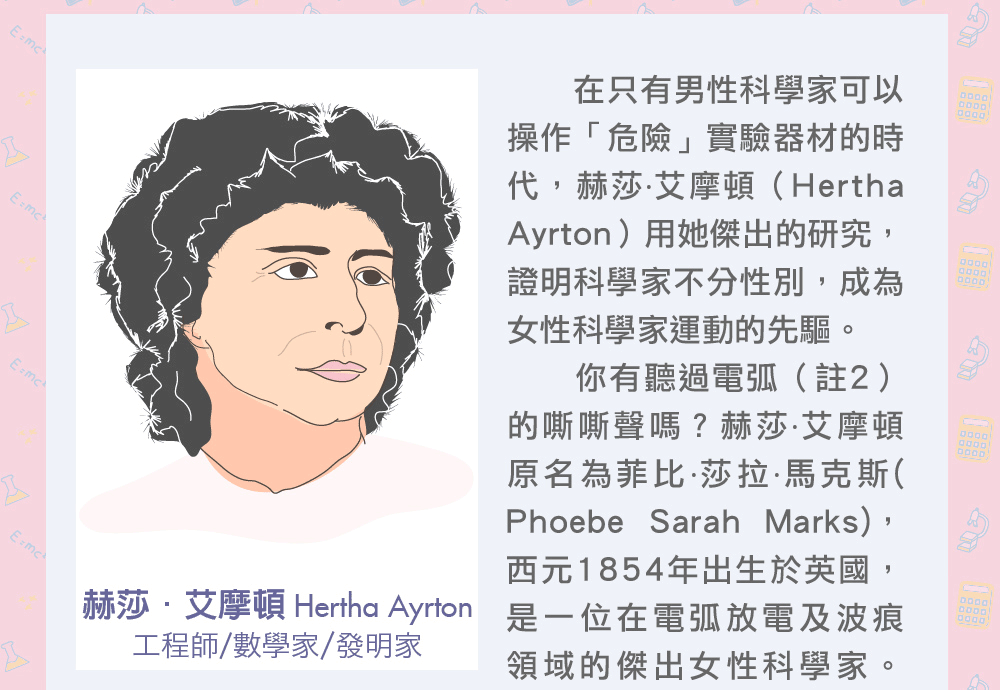 在只有男性科學家可以
操作「危險」實驗器材的時
代，赫莎·艾摩頓（Hertha
Ayrton）用她傑出的研究，
證明科學家不分性別，成為
女性科學家運動的先驅。
你有聽過電弧（註2）
的嘶嘶聲嗎？赫莎·艾摩頓
原名為菲比·莎拉·馬克斯(
Phoebe Sarah Marks)，
西元1854年出生於英國，
是一位在電弧放電及波痕
領域的傑出女性科學家。
赫莎·艾摩頓 Hertha Ayrton
工程師/數學家/發明家